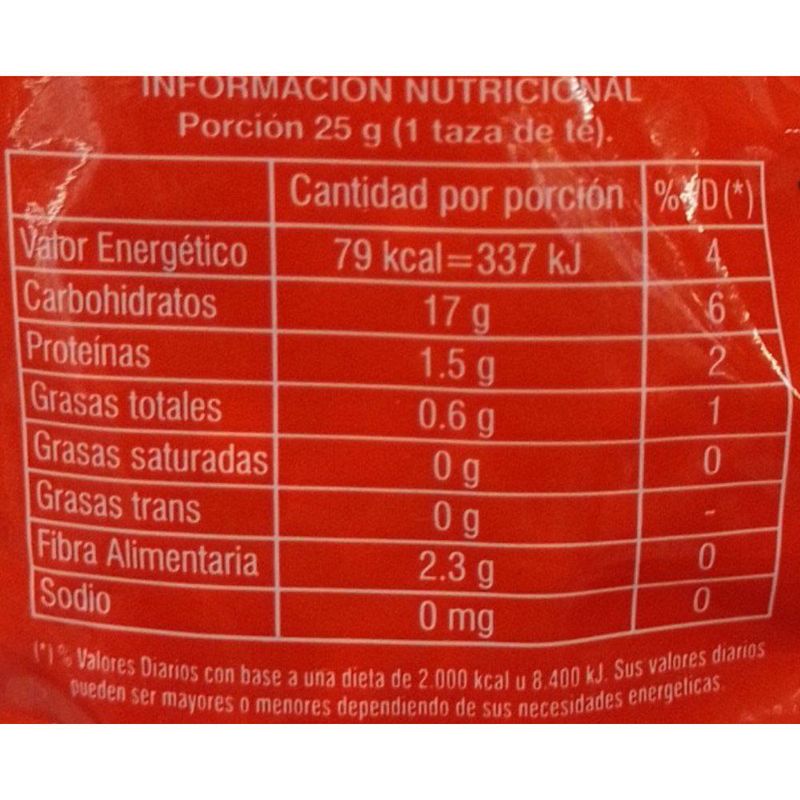 INFORMACIÓN NUTRICIONAL
Porción 25 g (1 taza de té).
Cantidad por porción %VD(*)
Valor Energético 79 kcal=337 kJ 4
Carbohidratos 17 g 6
Proteínas 1.5 g 2
Grasas totales 0.6 g 1
Grasas saturadas 0 g 0
Grasas trans 0 g -
Fibra Alimentaria 2.3 g 0
Sodio 0 mg 0
(*) % Valores Diarios con base a una dieta de 2.000 kcal u 8.400 kJ. Sus valores diarios
pueden ser mayores o menores dependiendo de sus necesidades energéticas.